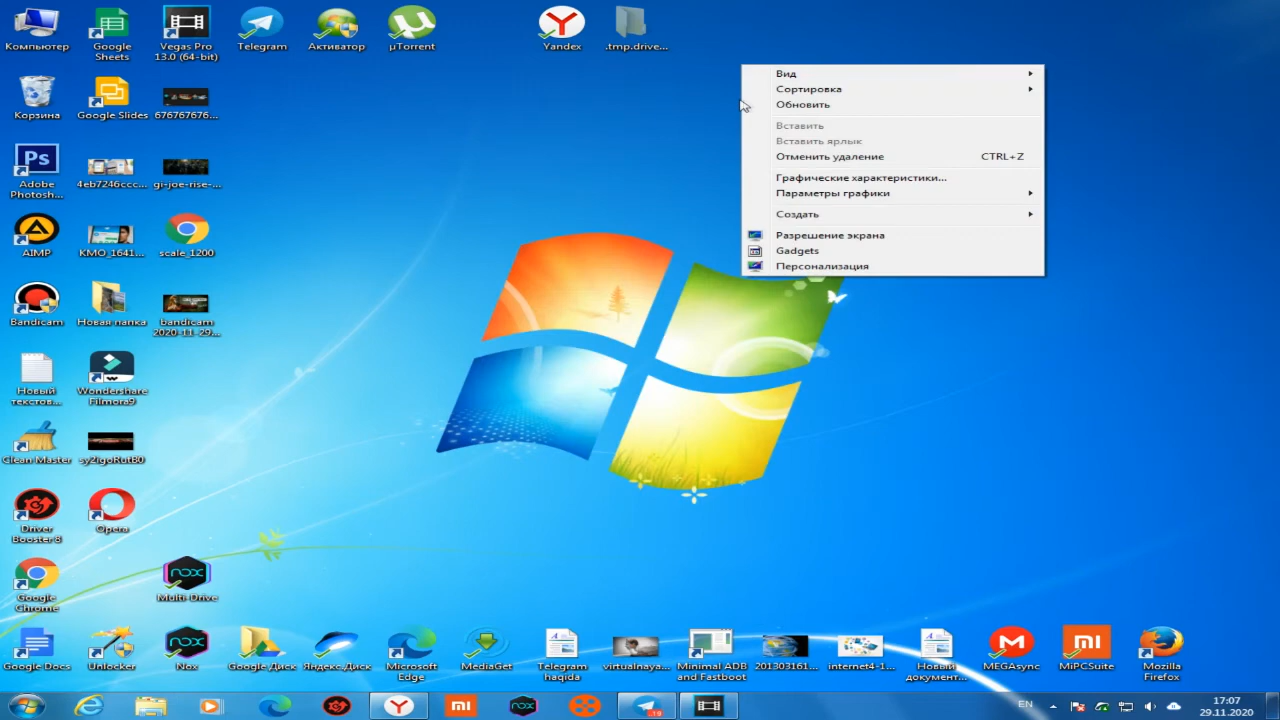 Компьютер
Google
Sheets
Vegas Pro
13.0 (64-bit)
Telegram
Активатор
µTorrent
Yandex
.tmp.drive...
Корзина
Google Slides
676767676...
Ps
Adobe
Photosh...
4eb7246ccc...
gi-joe-rise-...
AIMP
KMO_1641...
scale_1200
Bandicam
Новая папка
bandicam
2020-11-29...
Новый
текстов...
Wondershare
Filmora9
Clean Master
sy2igoRutB0
Driver
Booster 8
Opera
Google
Chrome
nox
Multi-Drive
Google Docs
Unlocker
nox
Nox
Google Диск
Яндекс.Диск
Microsoft
Edge
MediaGet
Telegram
haqida
virtualnaya...
Minimal ADB
and Fastboot
201303161...
internet4-1...
Новый
документ...
MEGAsync
MiPCSuite
Mozilla
Firefox
Вид
Сортировка
Обновить
Вставить
Вставить ярлык
Отменить удаление CTRL+Z
Графические характеристики...
Параметры графики
Создать
Разрешение экрана
Gadgets
Персонализация
EN
17:07
29.11.2020